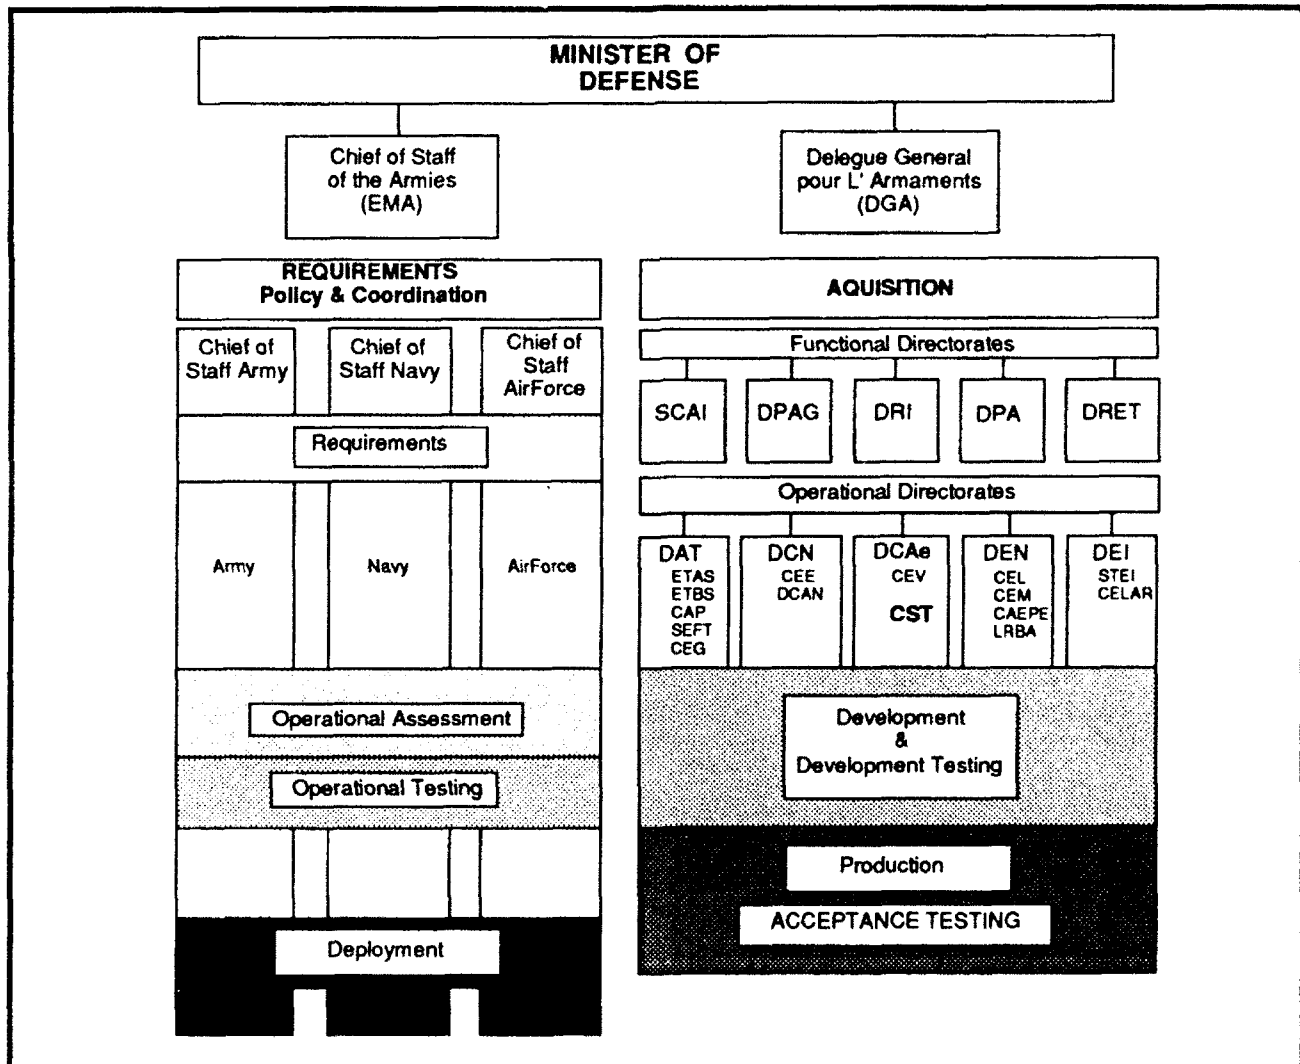 MINISTER OF
DEFENSE
Chief of Staff
of the Armies
(EMA)
Delegue General
pour L' Armaments
(DGA)
REQUIREMENTS
Policy & Coordination
Chief of
Staff Army
Chief of
Staff Navy
Chief of
Staff
AirForce
Requirements
Army
Navy
AirForce
Operational Assessment
Operational Testing
Deployment
AQUISITION
Functional Directorates
SCAI
DPAG
DRI
DPA
DRET
Operational Directorates
DAT
ETAS
ETBS
CAP
SEFT
CEG
DCN
CEE
DCAN
DCAe
CEV
CST
DEN
CEL
CEM
CAEPE
LRBA
DEI
STEI
CELAR
Development
&
Development Testing
Production
ACCEPTANCE TESTING